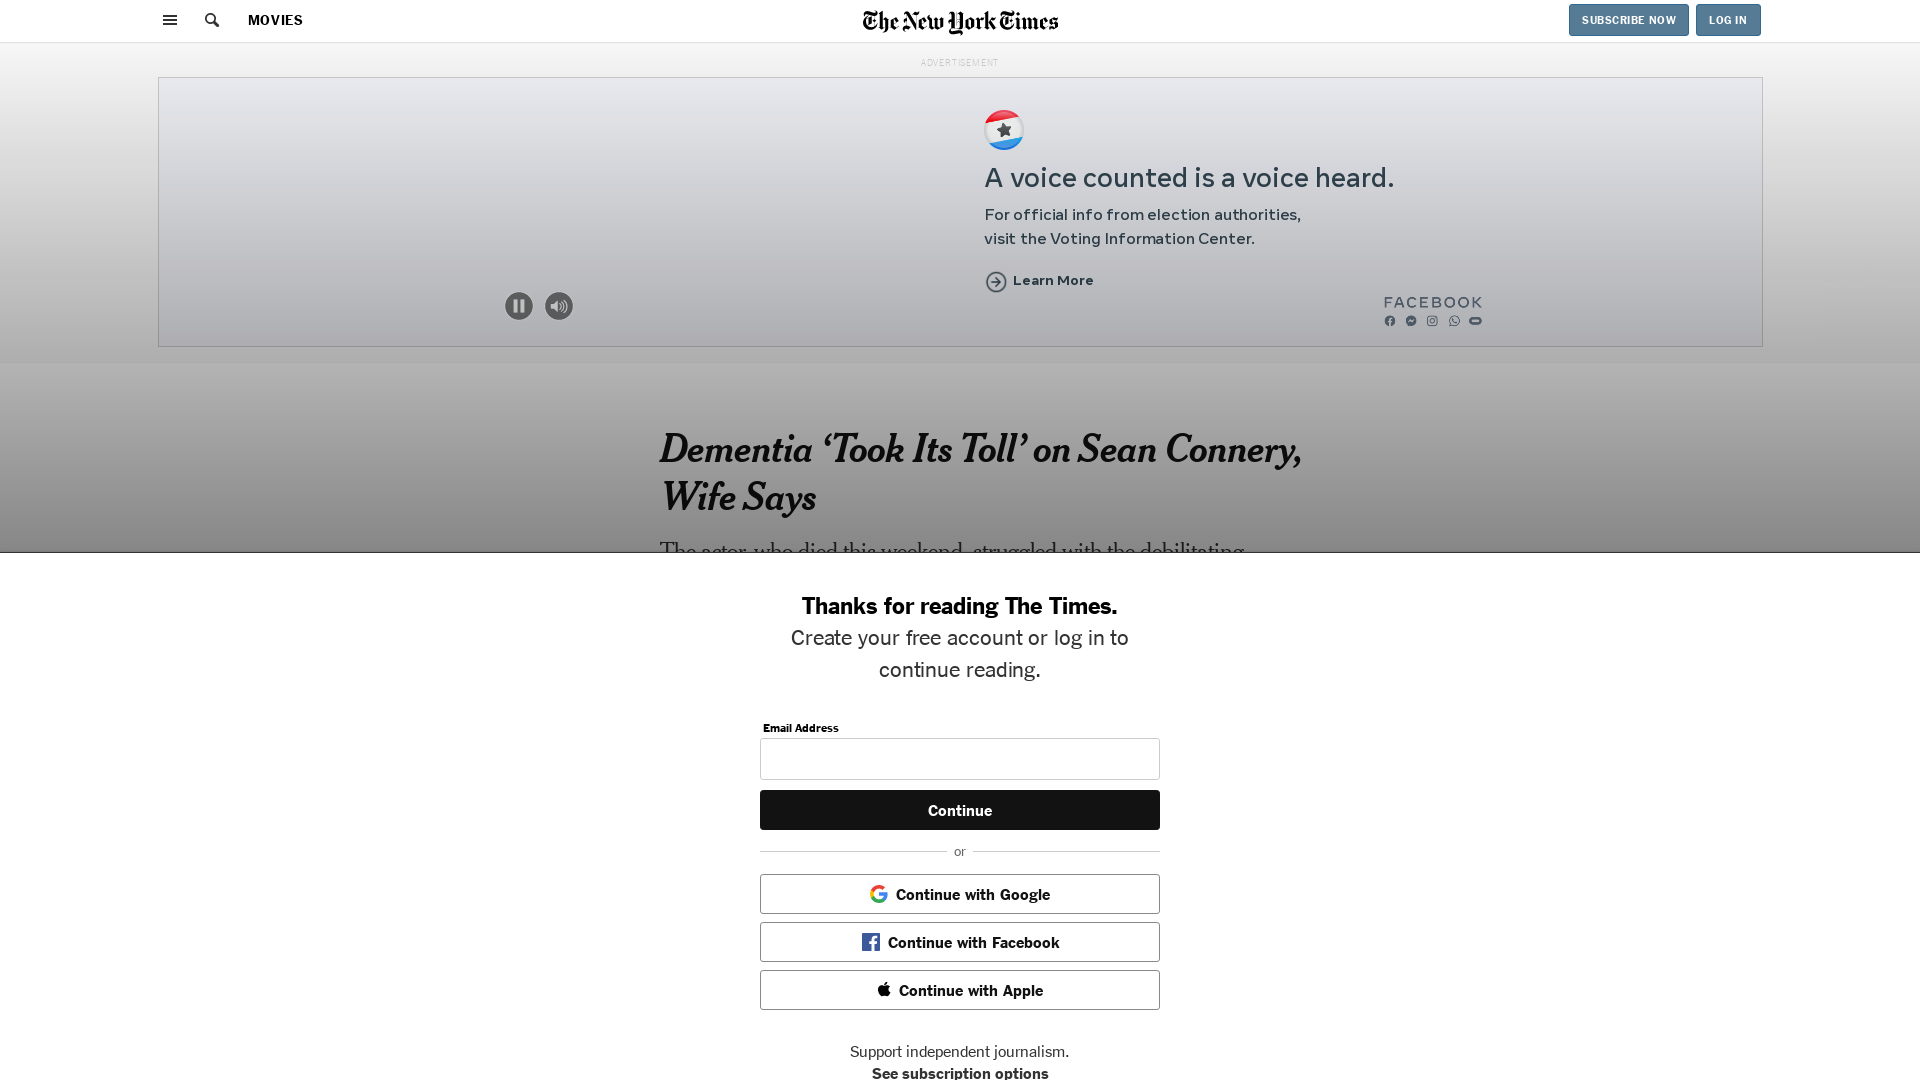 MOVIES
The New York Times
SUBSCRIBE NOW
LOG IN
ADVERTISEMENT
A voice counted is a voice heard.
For official info from election authorities,
visit the Voting Information Center.
Learn More
FACEBOOK
Dementia ‘Took Its Toll’ on Sean Connery,
Wife Says
The actor, who died this weekend, struggled with the debilitating
Thanks for reading The Times.
Create your free account or log in to
continue reading.
Email Address
Continue
or
Continue with Google
Continue with Facebook
Continue with Apple
Support independent journalism.
See subscription options